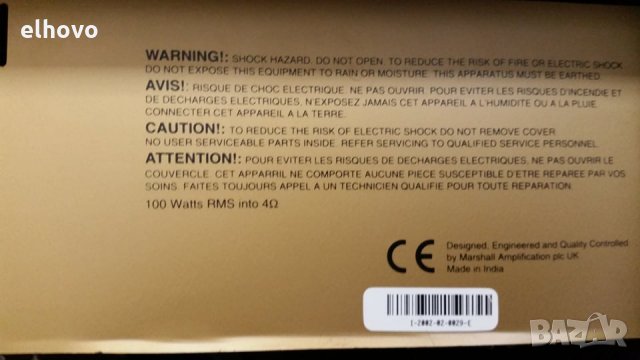 elhovo
WARNING!: SHOCK HAZARD. DO NOT OPEN. TO REDUCE THE RISK OF FIRE OR ELECTRIC SHOCK
DO NOT EXPOSE THIS EQUIPMENT TO RAIN OR MOISTURE. THIS APPARATUS MUST BE EARTHED.
AVIS!: RISQUE DE CHOC ELECTRIQUE. NE PAS OUVRIR. POUR EVITER LES RISQUES D'INCENDIE ET
DE DECHARGES ELECTRIQUES, N'EXPOSEZ JAMAIS CET APPAREIL A L'HUMIDITE OU A LA PLUIE.
CONNECTER CET APPAREIL A LA TERRE.
CAUTION!: TO REDUCE THE RISK OF ELECTRIC SHOCK DO NOT REMOVE COVER.
NO USER SERVICEABLE PARTS INSIDE. REFER SERVICING TO QUALIFIED SERVICE PERSONNEL.
ATTENTION!: POUR EVITER LES RISQUES DE DECHARGES ELECTRIQUES, NE PAS OUVRIR LE
COUVERCLE. CET APPARRIL NE COMPORTE AUCUNE PIECE SUSCEPTIBLE D'ETRE REPAREE PAR VOS
SOINS. FAITES TOUJOURS APPEL A UN TECHNICIEN QUALIFIE POUR TOUTE REPARATION.
100 Watts RMS into 4Ω
CE
Designed, Engineered and Quality Controlled
by Marshall Amplification plc UK
Made in India
I-2002-02-0029-E
BAZAR
bg